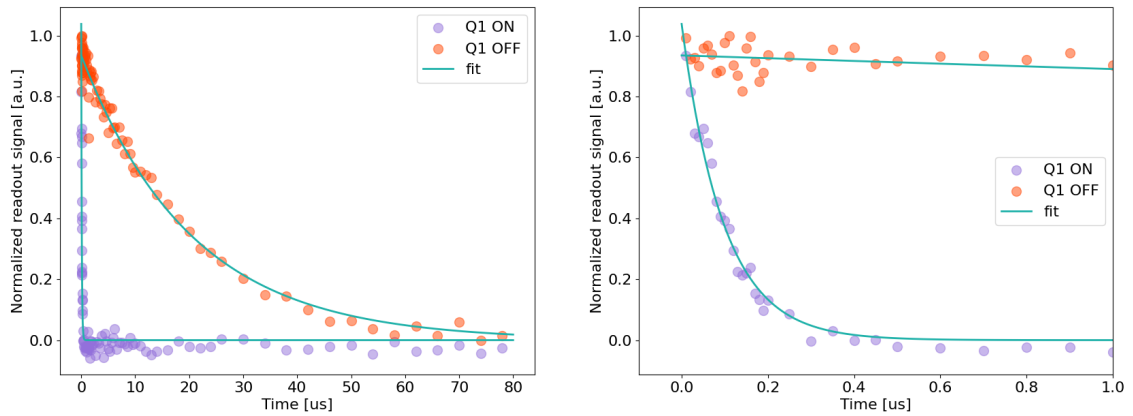 Normalized readout signal [a.u.]
1.0
0.8
0.6
0.4
0.2
0.0
0 10 20 30 40 50 60 70 80
Time [us]
Q1 ON
Q1 OFF
fit
Normalized readout signal [a.u.]
1.0
0.8
0.6
0.4
0.2
0.0
0.0 0.2 0.4 0.6 0.8 1.0
Time [us]
Q1 ON
Q1 OFF
fit